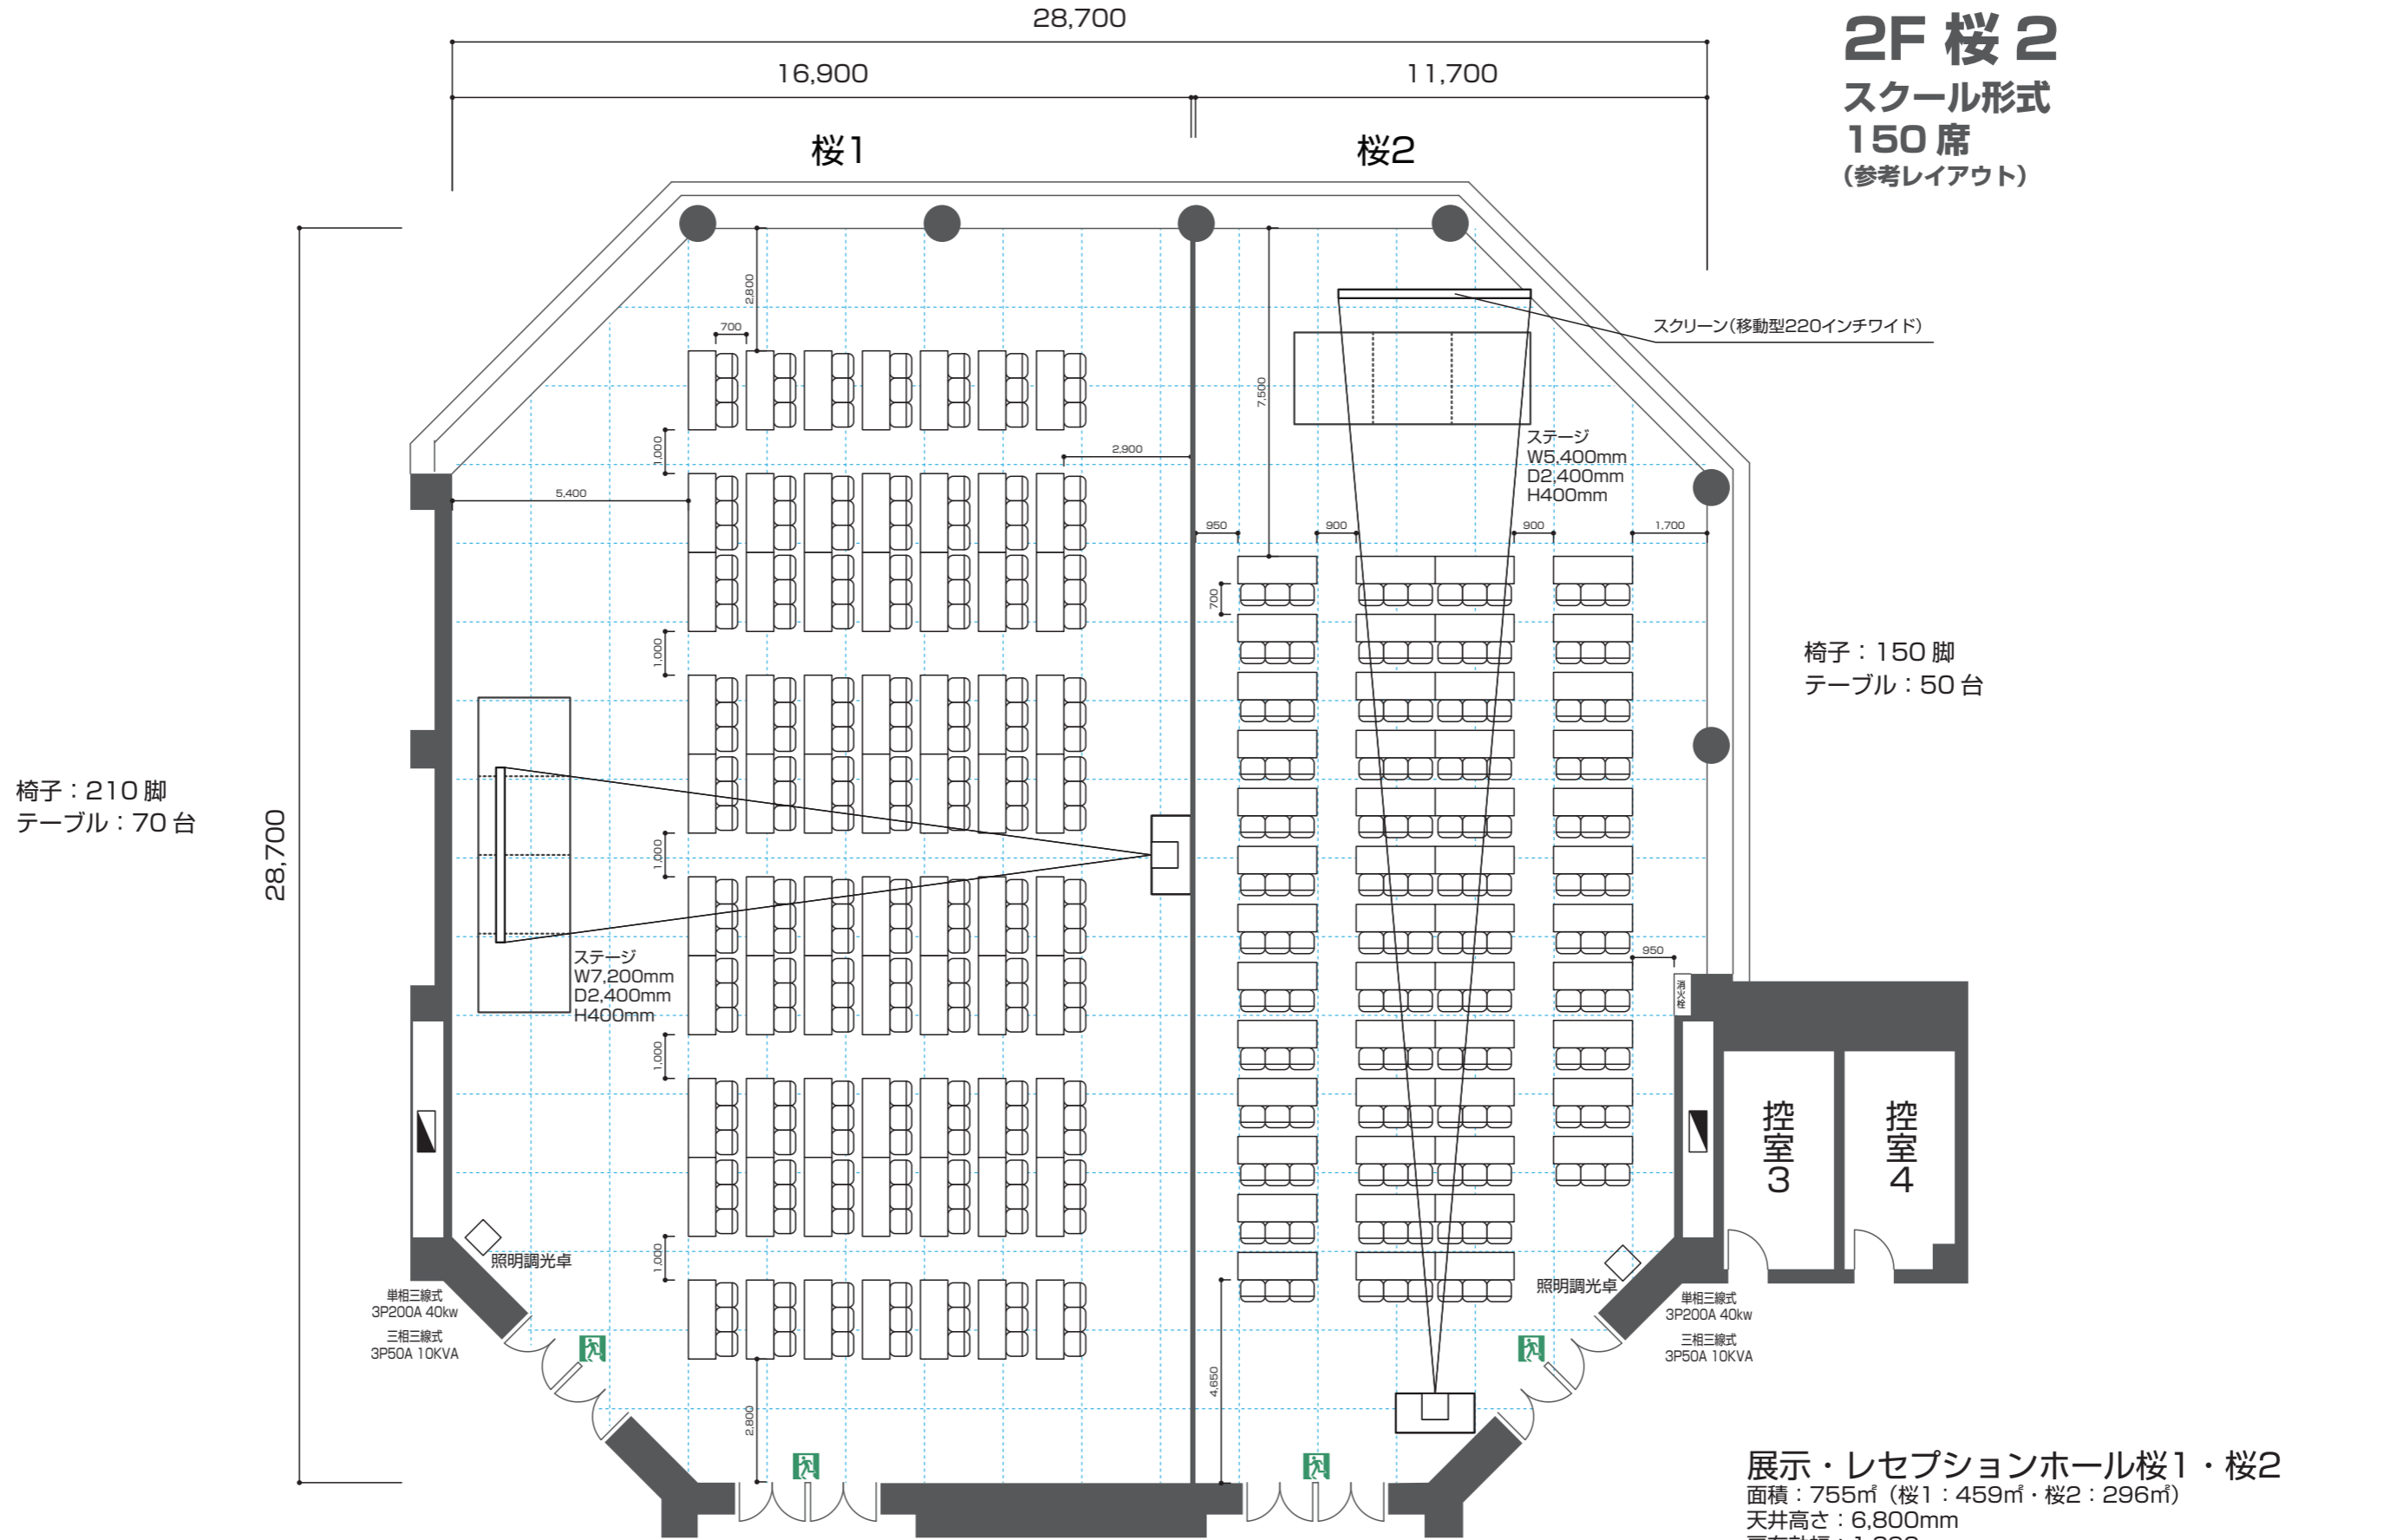 28,700
16,900
11,700
2F 桜 2
スクール形式
150 席
(参考レイアウト)
桜1
桜2
2,800
700
1,000
5,400
2,900
7,500
スクリーン(移動型220インチワイド)
ステージ
W5,400mm
D2,400mm
H400mm
950
900
900
1,700
700
1,000
椅子：150 脚
テーブル：50 台
椅子：210 脚
テーブル：70 台
28,700
1,000
ステージ
W7,200mm
D2,400mm
H400mm
950
消火栓
1,000
控室3
控室4
1,000
照明調光卓
照明調光卓
単相三線式
3P200A 40kw
三相三線式
3P50A 10KVA
単相三線式
3P200A 40kw
三相三線式
3P50A 10KVA
2,800
4,650
展示・レセプションホール桜1・桜2
面積：755㎡（桜1：459㎡・桜2：296㎡）
天井高さ：6,800mm